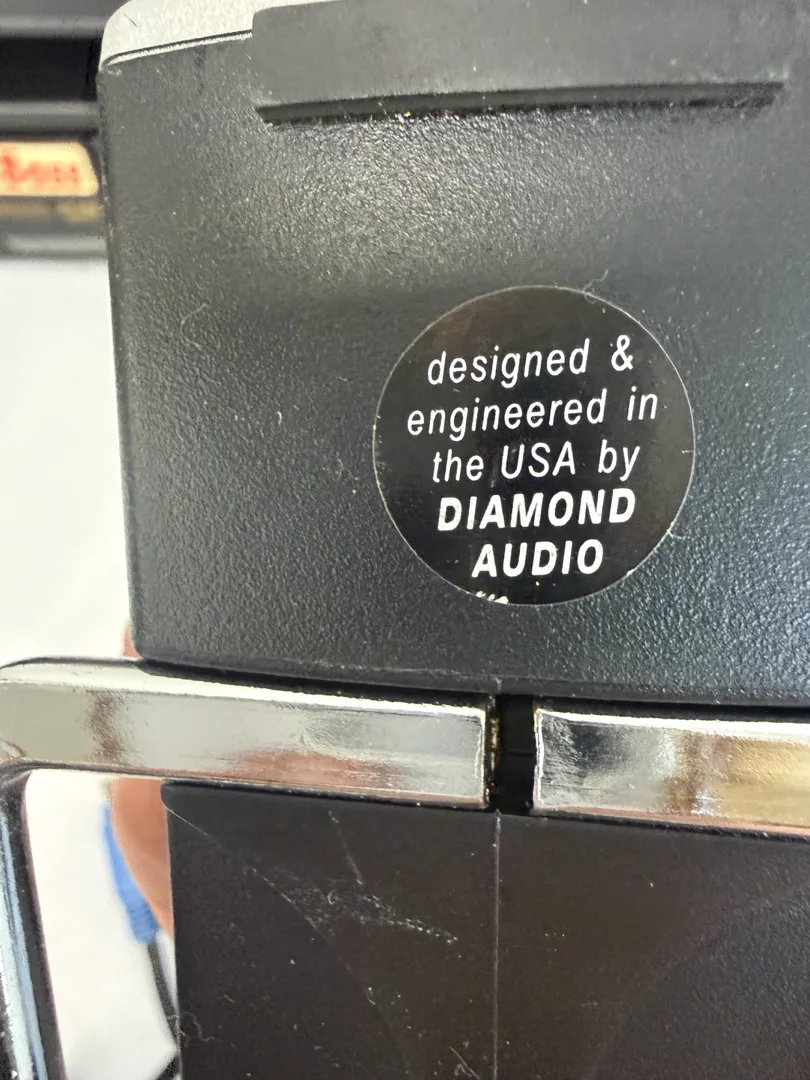 designed &
engineered in
the USA by
DIAMOND
AUDIO